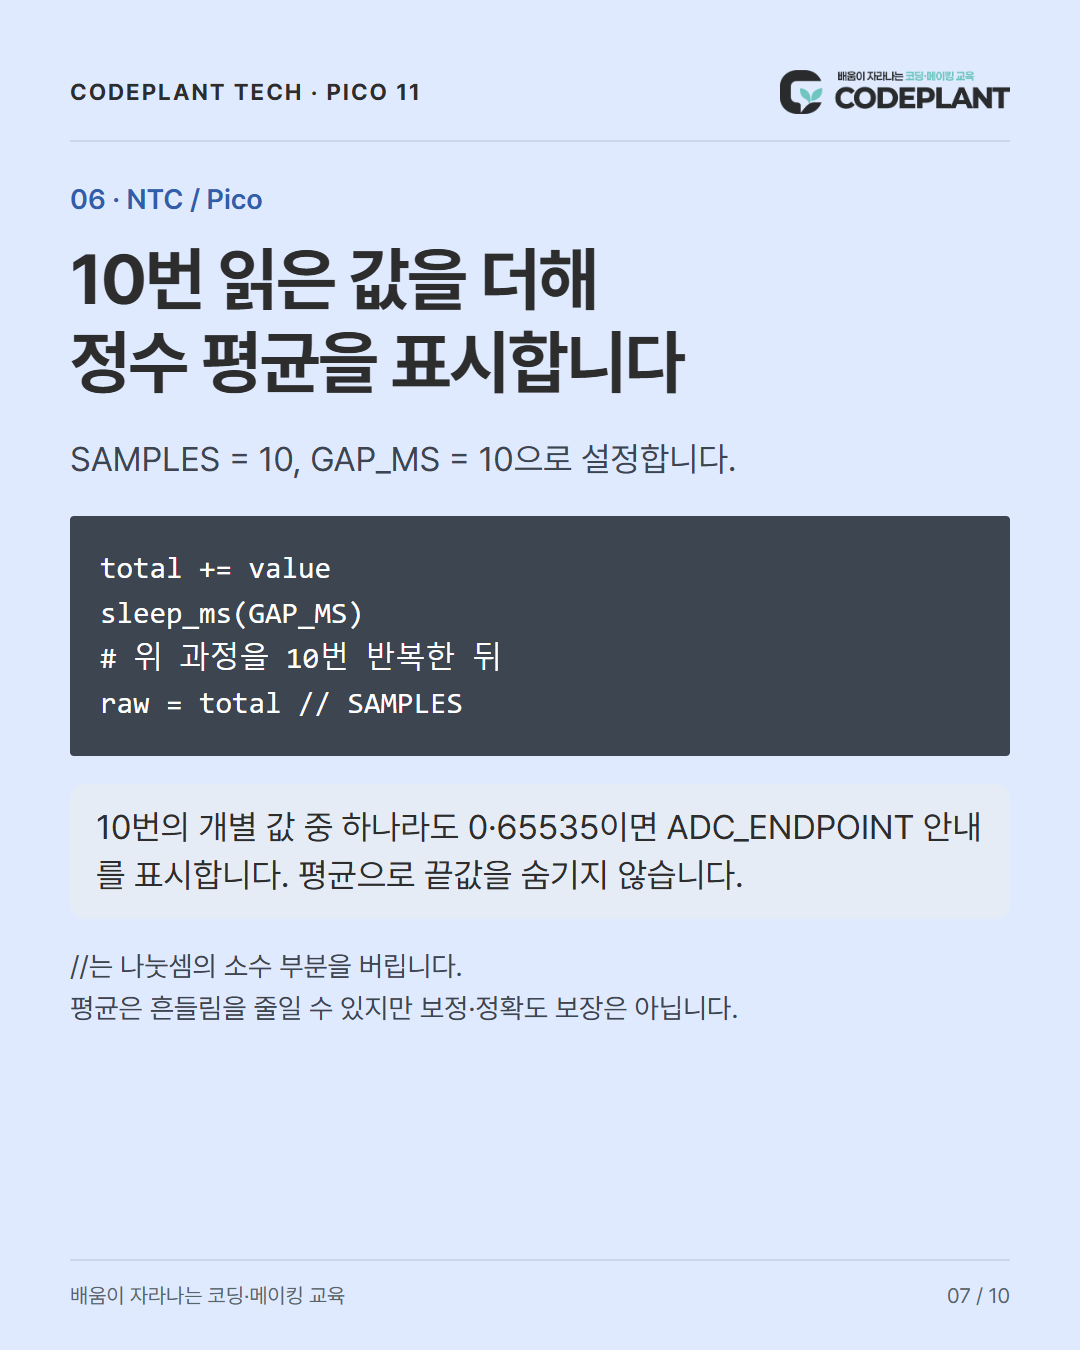 CODEPLANT TECH · PICO 11
배움이 자라나는 코딩·메이킹 교육
CODEPLANT
06 · NTC / Pico
10번 읽은 값을 더해
정수 평균을 표시합니다
SAMPLES = 10, GAP_MS = 10으로 설정합니다.
total += value
sleep_ms(GAP_MS)
# 위 과정을 10번 반복한 뒤
raw = total // SAMPLES
10번의 개별 값 중 하나라도 0·65535이면 ADC_ENDPOINT 안내
를 표시합니다. 평균으로 끝값을 숨기지 않습니다.
//는 나눗셈의 소수 부분을 버립니다.
평균은 흔들림을 줄일 수 있지만 보정·정확도 보장은 아닙니다.
배움이 자라나는 코딩·메이킹 교육
07 / 10